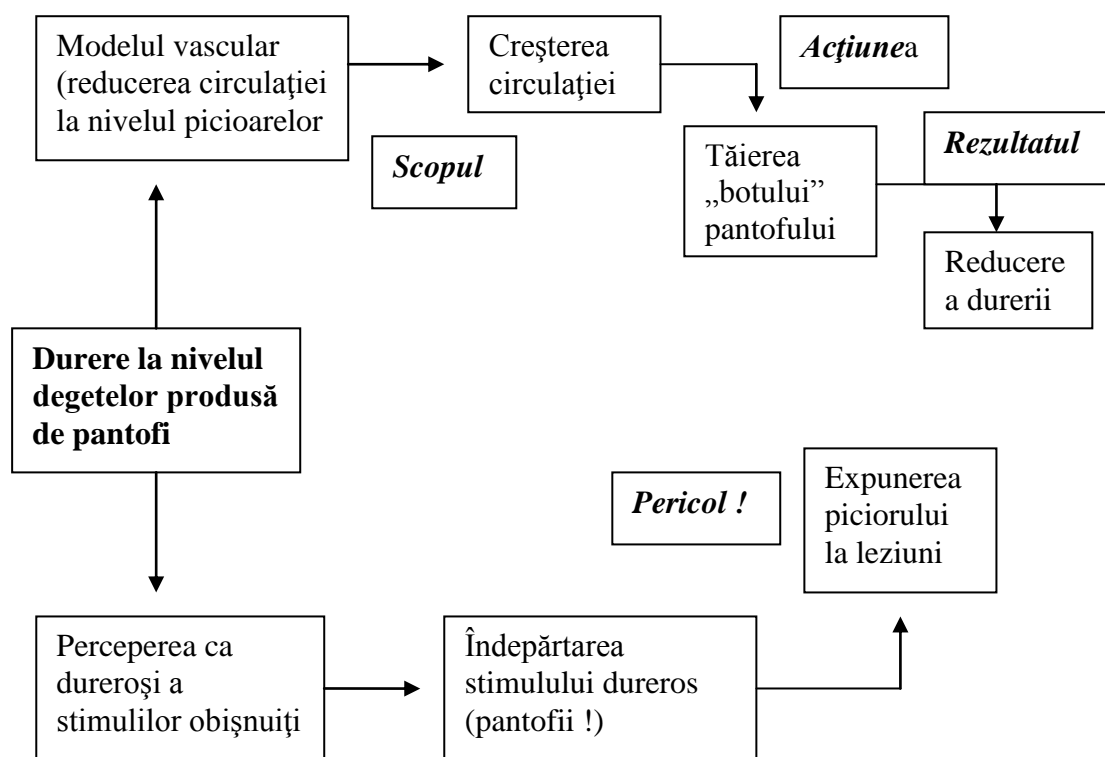 Modelul vascular
(reducerea circulaţiei
la nivelul picioarelor
Creşterea
circulaţiei
Acţiunea
Scopul
Tăierea
„botului”
pantofului
Rezultatul
Reducere
a durerii
Durere la nivelul
degetelor produsă
de pantofi
Pericol !
Expunerea
piciorului
la leziuni
Perceperea ca
dureroşi a
stimulilor obişnuiţi
Îndepărtarea
stimulului dureros
(pantofii !)